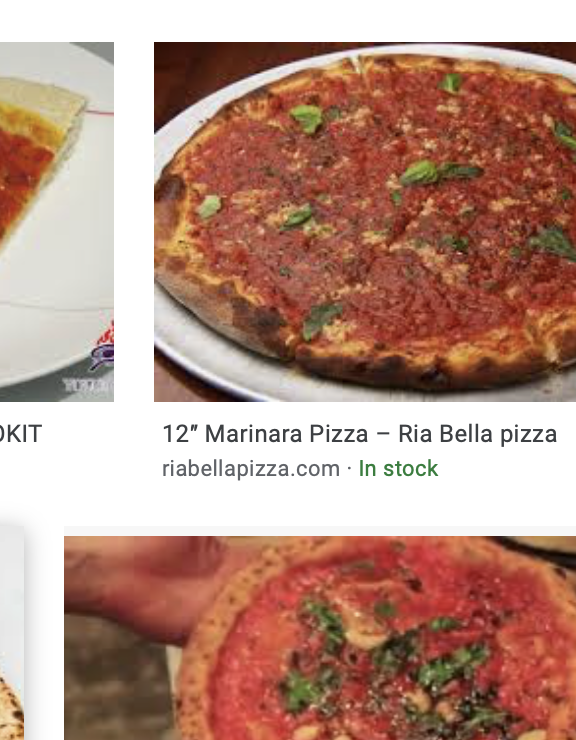 OKIT
12″ Marinara Pizza – Ria Bella pizza
riabellapizza.com · In stock